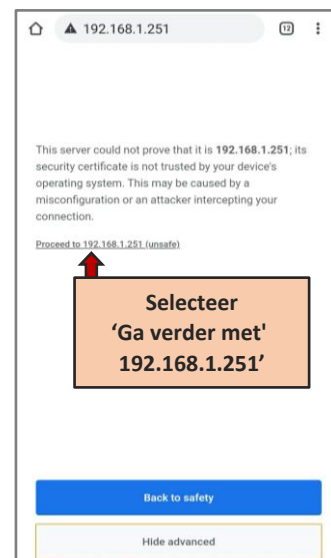 192.168.1.251
12
This server could not prove that it is 192.168.1.251; its
security certificate is not trusted by your device's
operating system. This may be caused by a
misconfiguration or an attacker intercepting your
connection.
Proceed to 192.168.1.251 (unsafe)
Selecteer
‘Ga verder met'
192.168.1.251’
Back to safety
Hide advanced